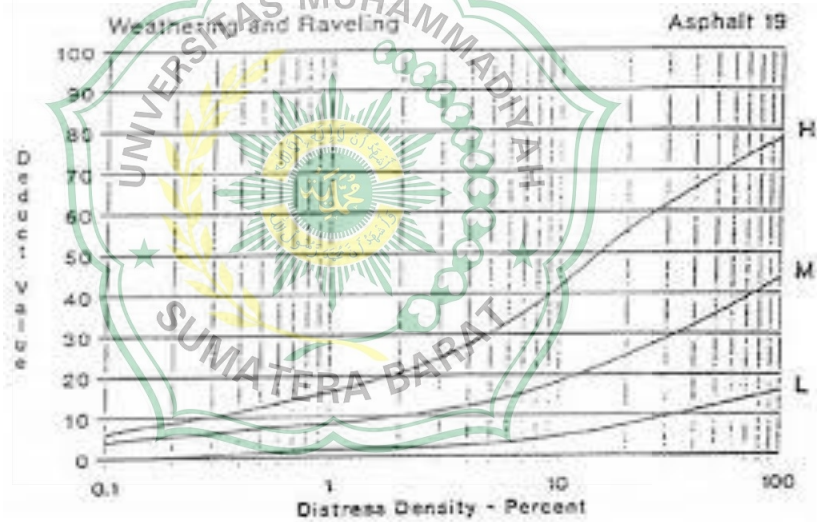 Weathering and Raveling
Asphalt 19
100
90
80
70
60
50
40
30
20
10
0
Deduct Value
H
M
L
0.1
1
10
100
Distress Density - Percent
UNIVERSITAS MUHAMMADIYAH
SUMATERA BARAT
محمد